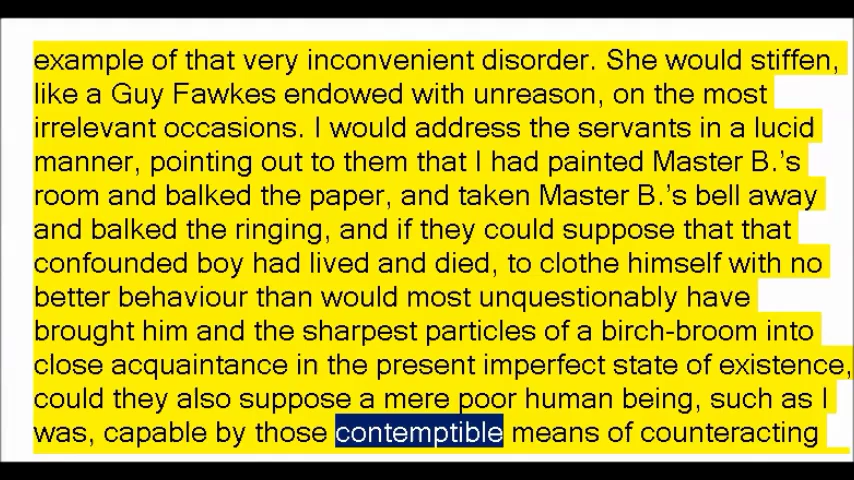 example of that very inconvenient disorder. She would stiffen,
like a Guy Fawkes endowed with unreason, on the most
irrelevant occasions. I would address the servants in a lucid
manner, pointing out to them that I had painted Master B.'s
room and balked the paper, and taken Master B.'s bell away
and balked the ringing, and if they could suppose that that
confounded boy had lived and died, to clothe himself with no
better behaviour than would most unquestionably have
brought him and the sharpest particles of a birch-broom into
close acquaintance in the present imperfect state of existence,
could they also suppose a mere poor human being, such as I
was, capable by those contemptible means of counteracting